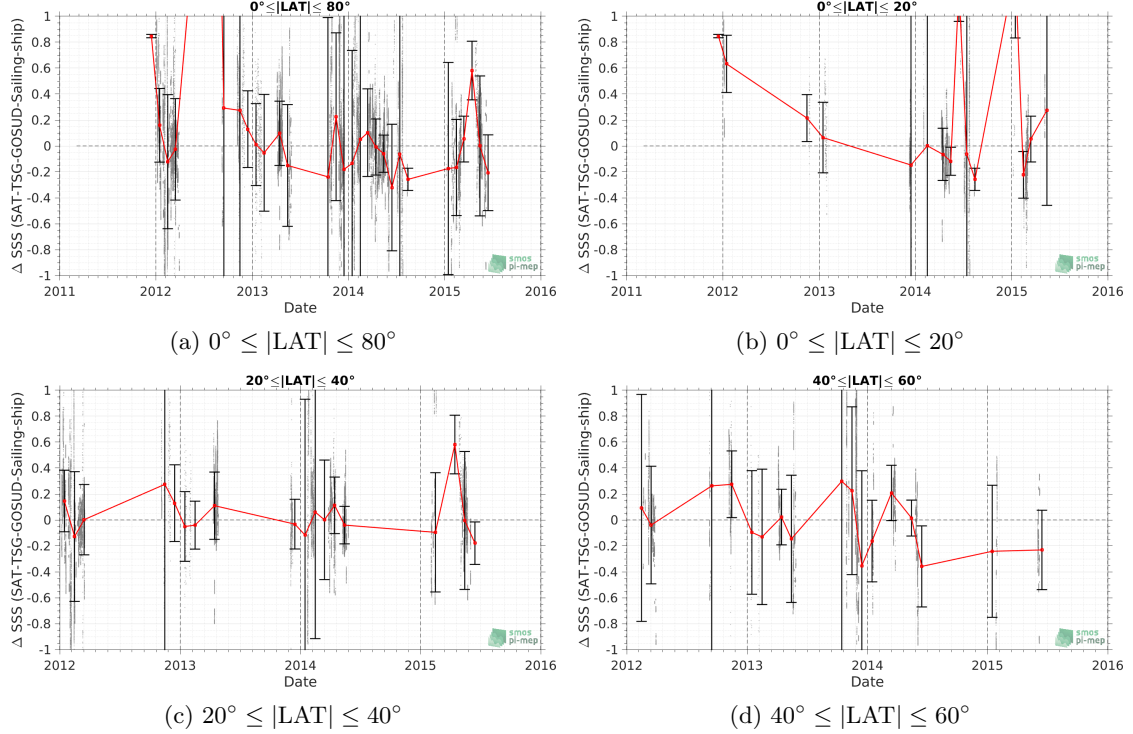 0°≤|LAT|≤ 80°
Δ SSS (SAT-TSG-GOSUD-Sailing-ship)
1
0.8
0.6
0.4
0.2
0
-0.2
-0.4
-0.6
-0.8
-1
2011 2012 2013 2014 2015 2016
Date
smos
pi-mep
(a) 0° ≤ |LAT| ≤ 80°
0°≤|LAT|≤ 20°
Δ SSS (SAT-TSG-GOSUD-Sailing-ship)
1
0.8
0.6
0.4
0.2
0
-0.2
-0.4
-0.6
-0.8
-1
2011 2012 2013 2014 2015 2016
Date
smos
pi-mep
(b) 0° ≤ |LAT| ≤ 20°
20°≤|LAT|≤ 40°
Δ SSS (SAT-TSG-GOSUD-Sailing-ship)
1
0.8
0.6
0.4
0.2
0
-0.2
-0.4
-0.6
-0.8
-1
2012 2013 2014 2015 2016
Date
smos
pi-mep
(c) 20° ≤ |LAT| ≤ 40°
40°≤|LAT|≤ 60°
Δ SSS (SAT-TSG-GOSUD-Sailing-ship)
1
0.8
0.6
0.4
0.2
0
-0.2
-0.4
-0.6
-0.8
-1
2012 2013 2014 2015 2016
Date
smos
pi-mep
(d) 40° ≤ |LAT| ≤ 60°